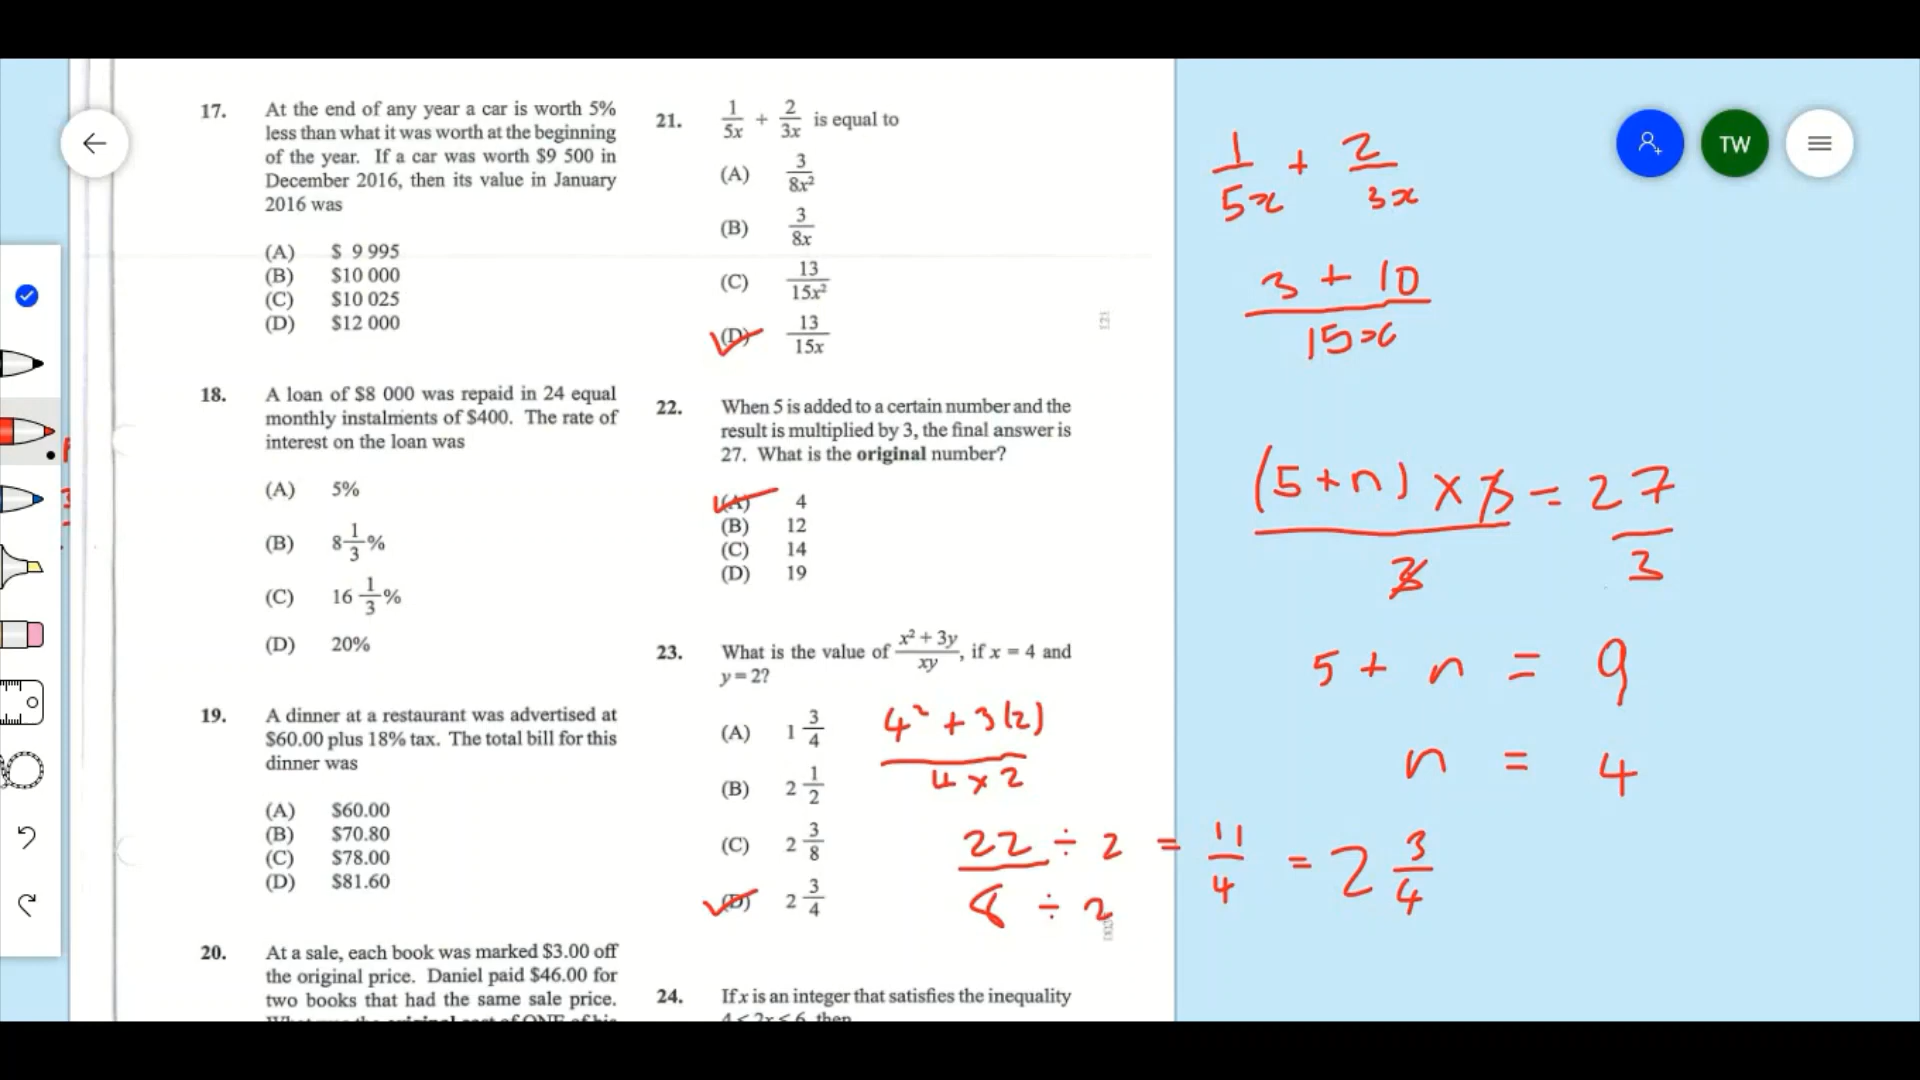 17. At the end of any year a car is worth 5%
less than what it was worth at the beginning
of the year. If a car was worth $9 500 in
December 2016, then its value in January
2016 was
(A) $ 9 995
(B) $10 000
(C) $10 025
(D) $12 000
18. A loan of $8 000 was repaid in 24 equal
monthly instalments of $400. The rate of
interest on the loan was
(A) 5%
(B) 8 1/3 %
(C) 16 1/3 %
(D) 20%
19. A dinner at a restaurant was advertised at
$60.00 plus 18% tax. The total bill for this
dinner was
(A) $60.00
(B) $70.80
(C) $78.00
(D) $81.60
20. At a sale, each book was marked $3.00 off
the original price. Daniel paid $46.00 for
two books that had the same sale price.
21. 1/5x + 2/3x is equal to
(A) 3/8x²
(B) 3/8x
(C) 13/15x²
(D) 13/15x
22. When 5 is added to a certain number and the
result is multiplied by 3, the final answer is
27. What is the original number?
(A) 4
(B) 12
(C) 14
(D) 19
23. What is the value of (x² + 3y)/xy, if x = 4 and
y = 2?
(A) 1 3/4
(B) 2 1/2
(C) 2 3/8
(D) 2 3/4
4² + 3(2)
4 × 2
22 ÷ 2 = 11/4 = 2 3/4
8 ÷ 2
24. If x is an integer that satisfies the inequality
1/5x + 2/3x
3 + 10
15x
(5 + n) × 3 = 27
3 3
5 + n = 9
n = 4
TW